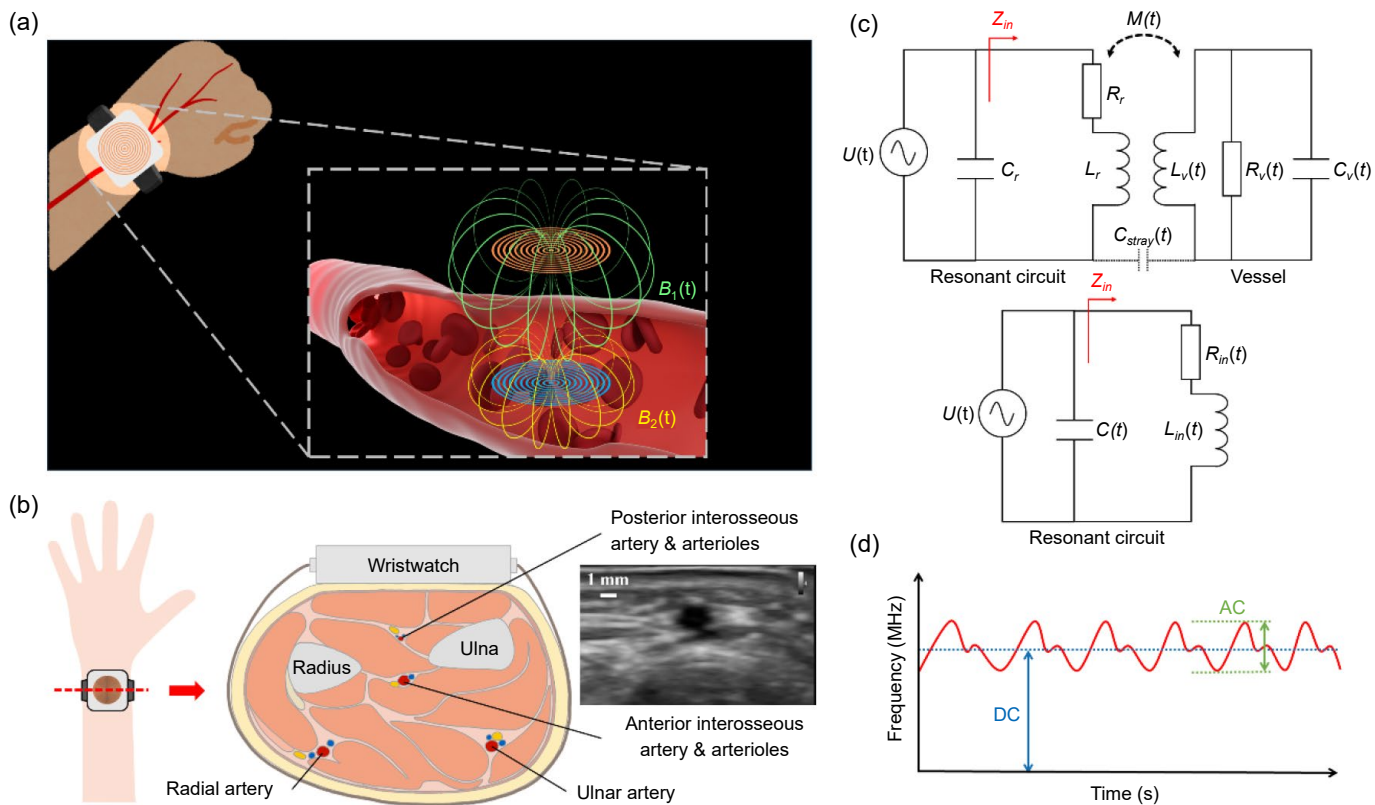 (a)
B1(t)
B2(t)
(b)
Posterior interosseous
artery & arterioles
Wristwatch
1 mm
Radius
Ulna
Anterior interosseous
artery & arterioles
Radial artery
Ulnar artery
(c)
Zin
M(t)
Rr
U(t)
Cr
Lr
Lv(t)
Rv(t)
Cv(t)
Cstray(t)
Resonant circuit
Vessel
Zin
Rin(t)
U(t)
C(t)
Lin(t)
Resonant circuit
(d)
Frequency (MHz)
AC
DC
Time (s)